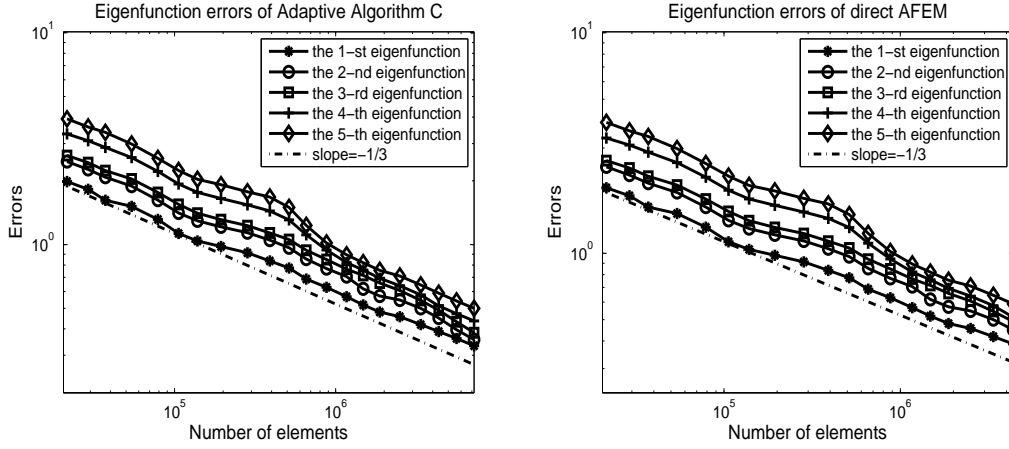 Eigenfunction errors of Adaptive Algorithm C
10^1
the 1−st eigenfunction
the 2−nd eigenfunction
the 3−rd eigenfunction
the 4−th eigenfunction
the 5−th eigenfunction
slope=−1/3
Errors
10^0
10^5
10^6
Number of elements
Eigenfunction errors of direct AFEM
10^1
the 1−st eigenfunction
the 2−nd eigenfunction
the 3−rd eigenfunction
the 4−th eigenfunction
the 5−th eigenfunction
slope=−1/3
Errors
10^0
10^5
10^6
Number of elements